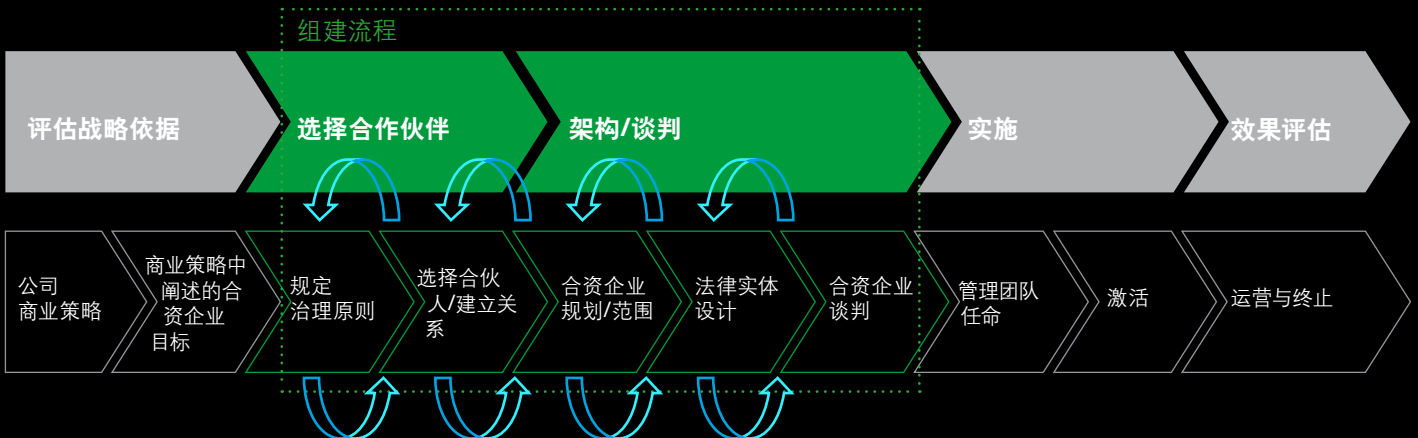 组建流程
评估战略依据
选择合作伙伴
架构/谈判
实施
效果评估
公司
商业策略
商业策略中
阐述的合
资企业
目标
规定
治理原则
选择合伙
人/建立关
系
合资企业
规划/范围
法律实体
设计
合资企业
谈判
管理团队
任命
激活
运营与终止